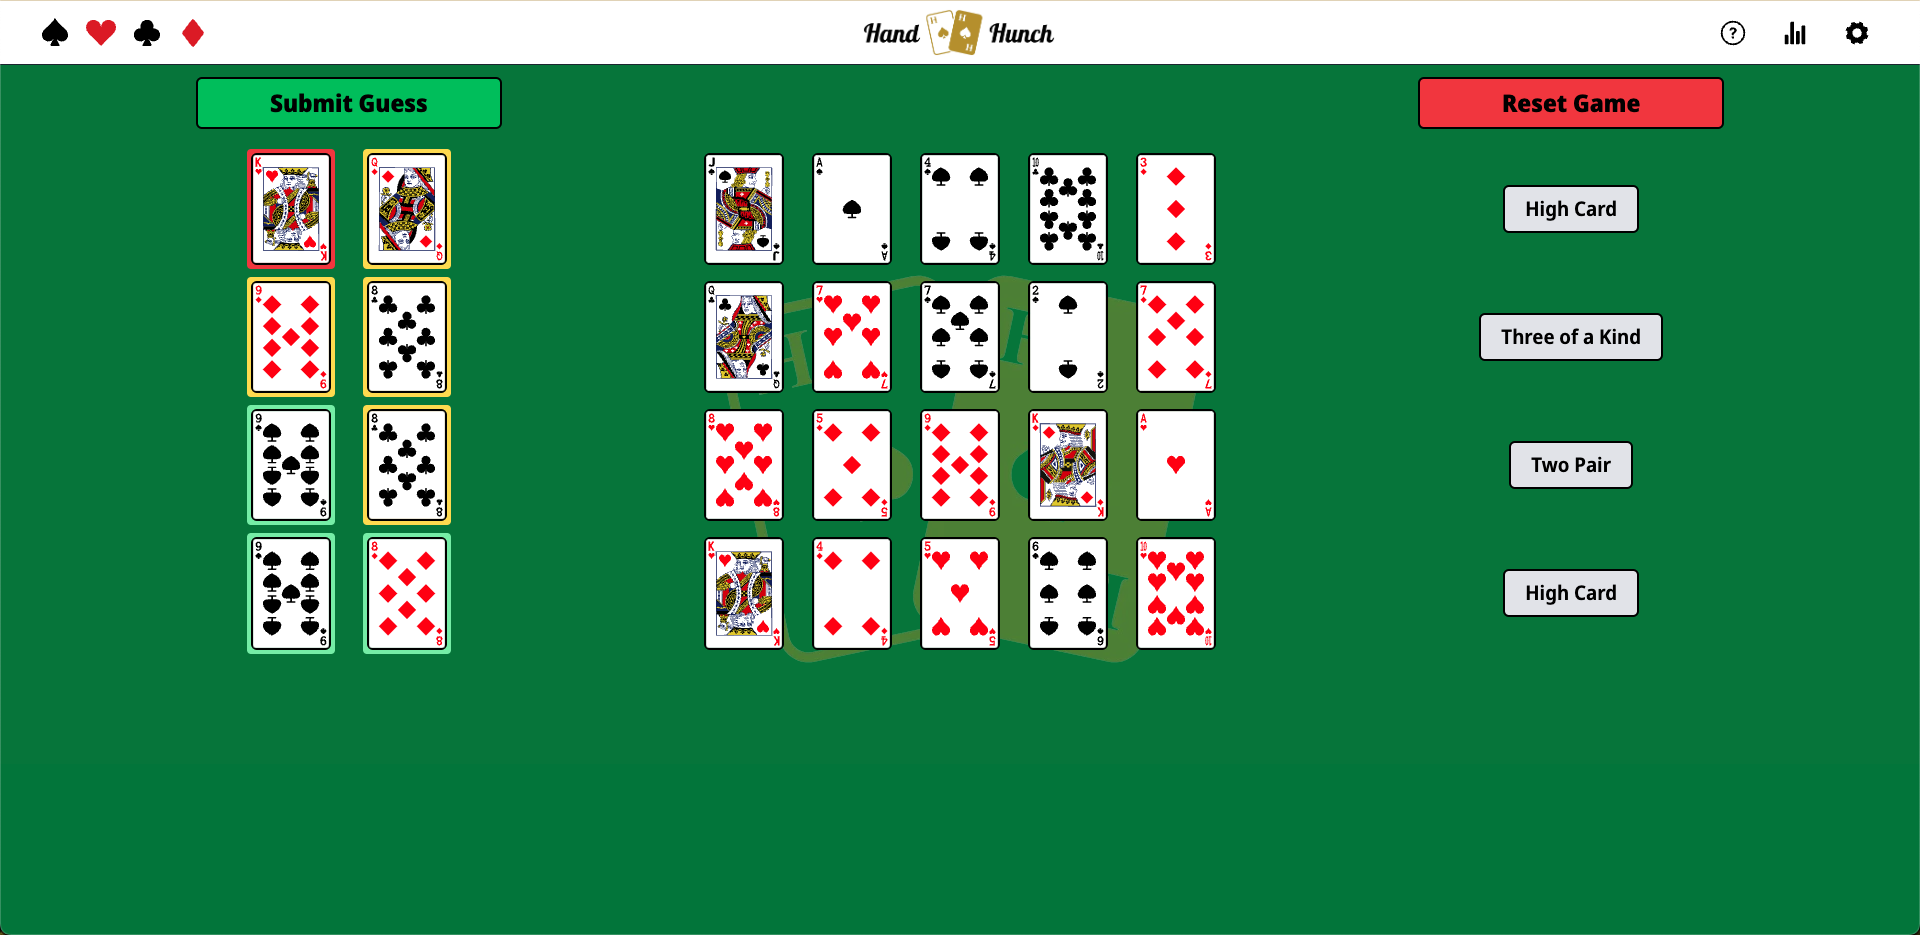 Hand Hunch
?
Submit Guess
Reset Game
K Q J A 4 10 3 High Card
9 8 Q 7 7 2 7 Three of a Kind
9 8 8 5 9 K A Two Pair
9 8 K 4 5 6 10 High Card